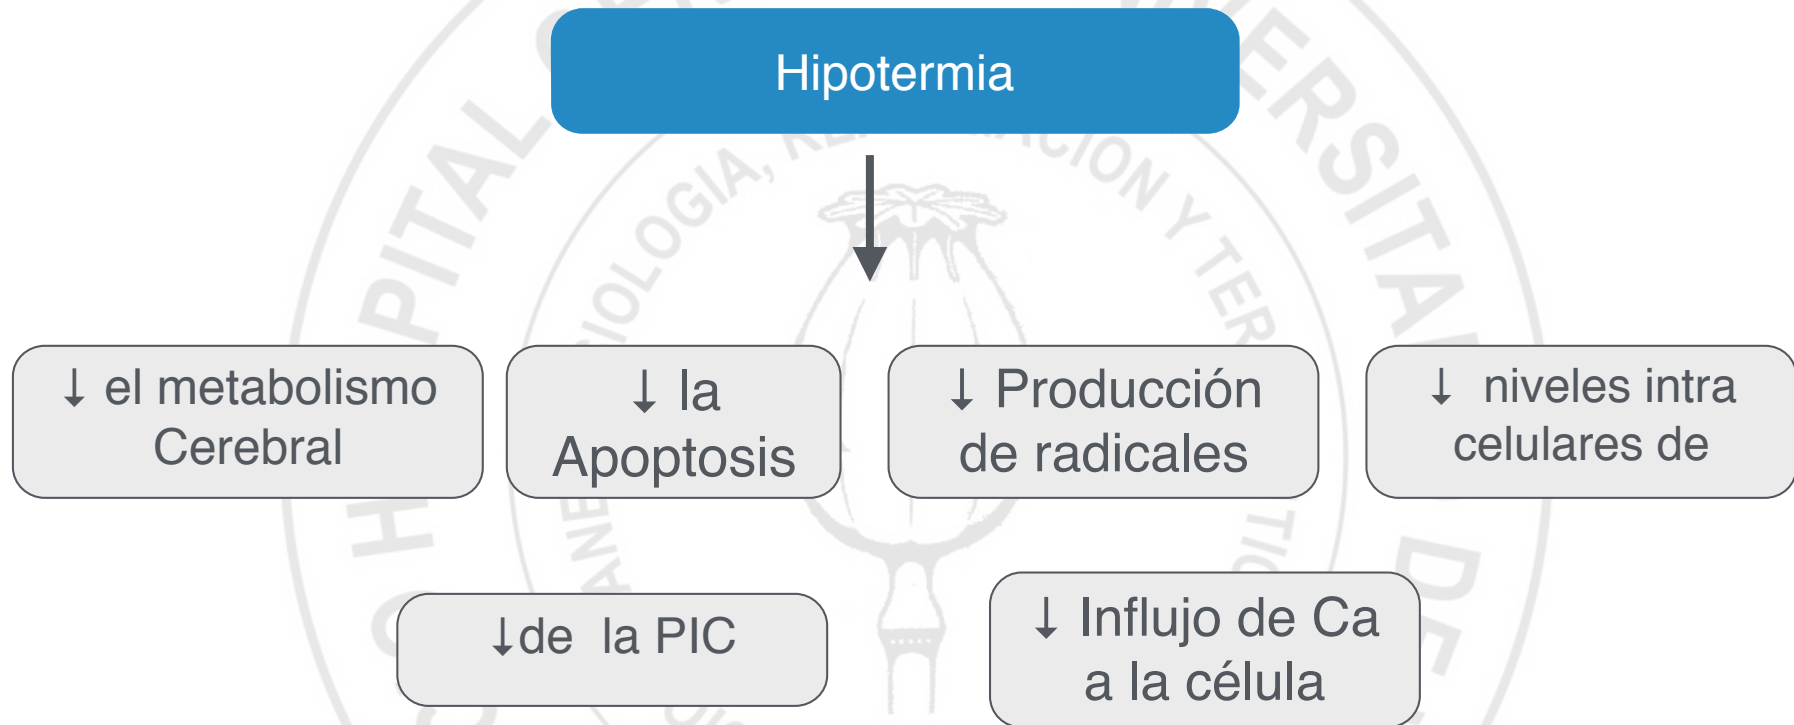 Hipotermia
↓ el metabolismo
Cerebral
↓ la
Apoptosis
↓ Producción
de radicales
↓ niveles intra
celulares de
↓de la PIC
↓ Influjo de Ca
a la célula